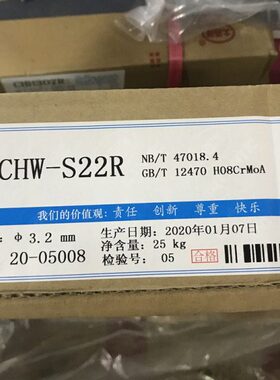 CHH307R
CHW-S22R
NB/T 47018.4
GB/T 12470 H08CrMoA
我们的价值观: 责任 创新 尊重 快乐
: φ3.2 mm
生产日期: 2020年01月07日
净含量: 25 kg
20-05008
检验号: 05
合格